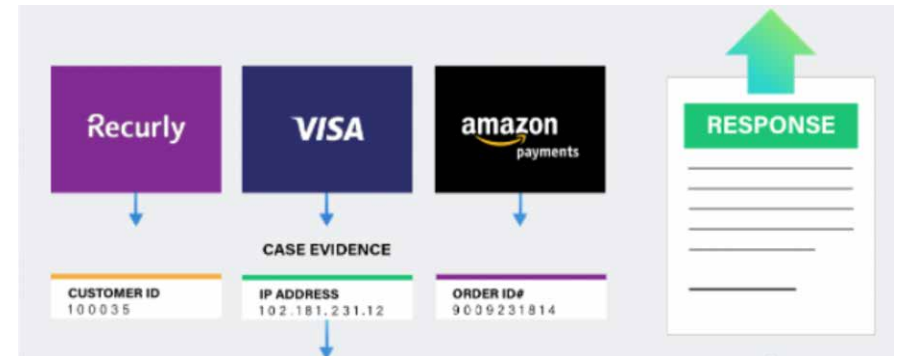 Recurly
VISA
amazon
payments
RESPONSE
CASE EVIDENCE
CUSTOMER ID
100035
IP ADDRESS
102.181.231.12
ORDER ID#
9009231814